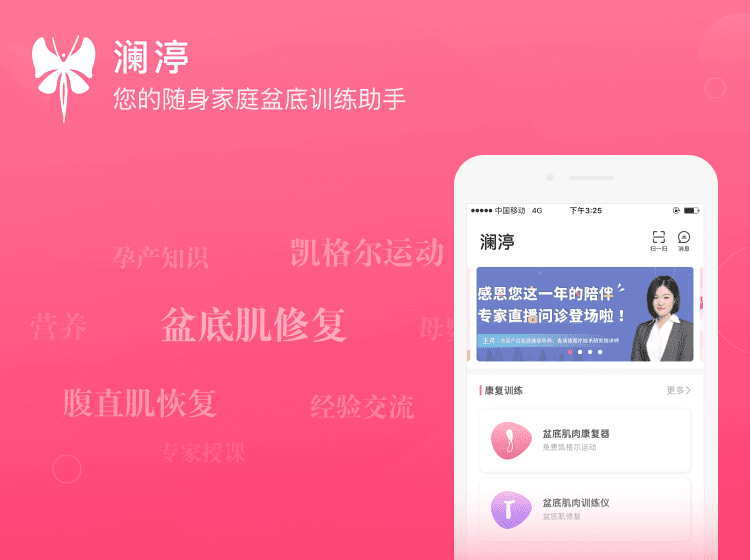 澜渟
您的随身家庭盆底训练助手
孕产知识
凯格尔运动
营养
盆底肌修复
腹直肌恢复
经验交流
专家授课
中国移动 4G 下午3:25
澜渟
扫一扫 消息
感恩您这一年的陪伴
专家直播问诊登场啦！
康复训练 更多
盆底肌肉康复器
免费凯格尔运动
盆底肌肉训练仪
盆底肌修复